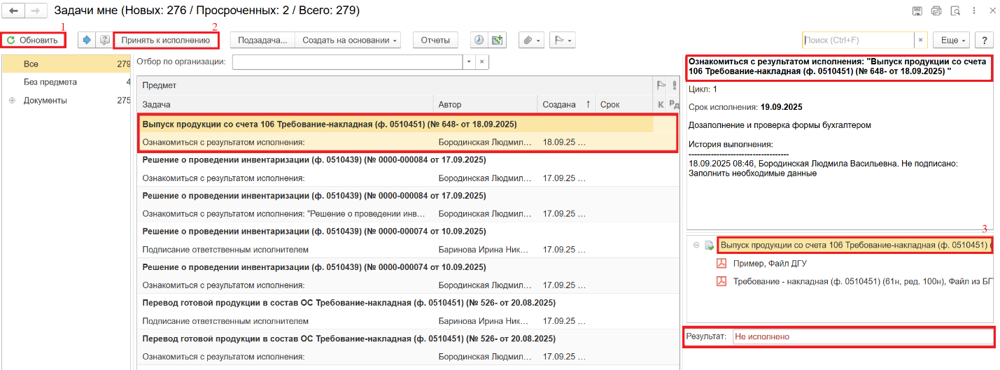 Задачи мне (Новых: 276 / Просроченных: 2 / Всего: 279)
1
2
Обновить
Принять к исполнению
Подзадача...
Создать на основании
Отчеты
Поиск (Ctrl+F)
×
Еще
?
Все 279
Без предмета 4
Документы 275
Отбор по организации:
Предмет
Задача Автор Создана ↑ Срок К Рд
Выпуск продукции со счета 106 Требование-накладная (ф. 0510451) (№ 648- от 18.09.2025)
Ознакомиться с результатом исполнения: Бородинская Людмил... 18.09.25 ...
Решение о проведении инвентаризации (ф. 0510439) (№ 0000-000084 от 17.09.2025)
Ознакомиться с результатом исполнения: Бородинская Людмил... 17.09.25 ...
Решение о проведении инвентаризации (ф. 0510439) (№ 0000-000084 от 17.09.2025)
Ознакомиться с результатом исполнения: "Решение о проведении инв... Бородинская Людмил... 17.09.25 ...
Решение о проведении инвентаризации (ф. 0510439) (№ 0000-000074 от 10.09.2025)
Подписание ответственным исполнителем Баринова Ирина Ник... 17.09.25 ...
Решение о проведении инвентаризации (ф. 0510439) (№ 0000-000074 от 10.09.2025)
Ознакомиться с результатом исполнения: Бородинская Людмил... 17.09.25 ...
Перевод готовой продукции в состав ОС Требование-накладная (ф. 0510451) (№ 526- от 20.08.2025)
Подписание ответственным исполнителем Баринова Ирина Ник... 17.09.25 ...
Перевод готовой продукции в состав ОС Требование-накладная (ф. 0510451) (№ 526- от 20.08.2025)
Ознакомиться с результатом исполнения: Бородинская Людмил... 17.09.25 ...
Ознакомиться с результатом исполнения: "Выпуск продукции со счета
106 Требование-накладная (ф. 0510451) (№ 648- от 18.09.2025) "
Цикл: 1
Срок исполнения: 19.09.2025
Дозаполнение и проверка формы бухгалтером
История выполнения:
------------------------------------
18.09.2025 08:46, Бородинская Людмила Васильевна. Не подписано:
Заполнить необходимые данные
3
Выпуск продукции со счета 106 Требование-накладная (ф. 0510451) (
Пример, Файл ДГУ
Требование - накладная (ф. 0510451) (61н, ред. 100н), Файл из БГ
Результат: Не исполнено